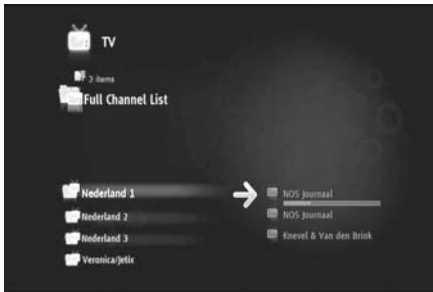 TV
3 items
Full Channel List
Nederland 1
NOS Journaal
Nederland 2
NOS Journaal
Nederland 3
Knevel & Van den Brink
Veronica/Jetix